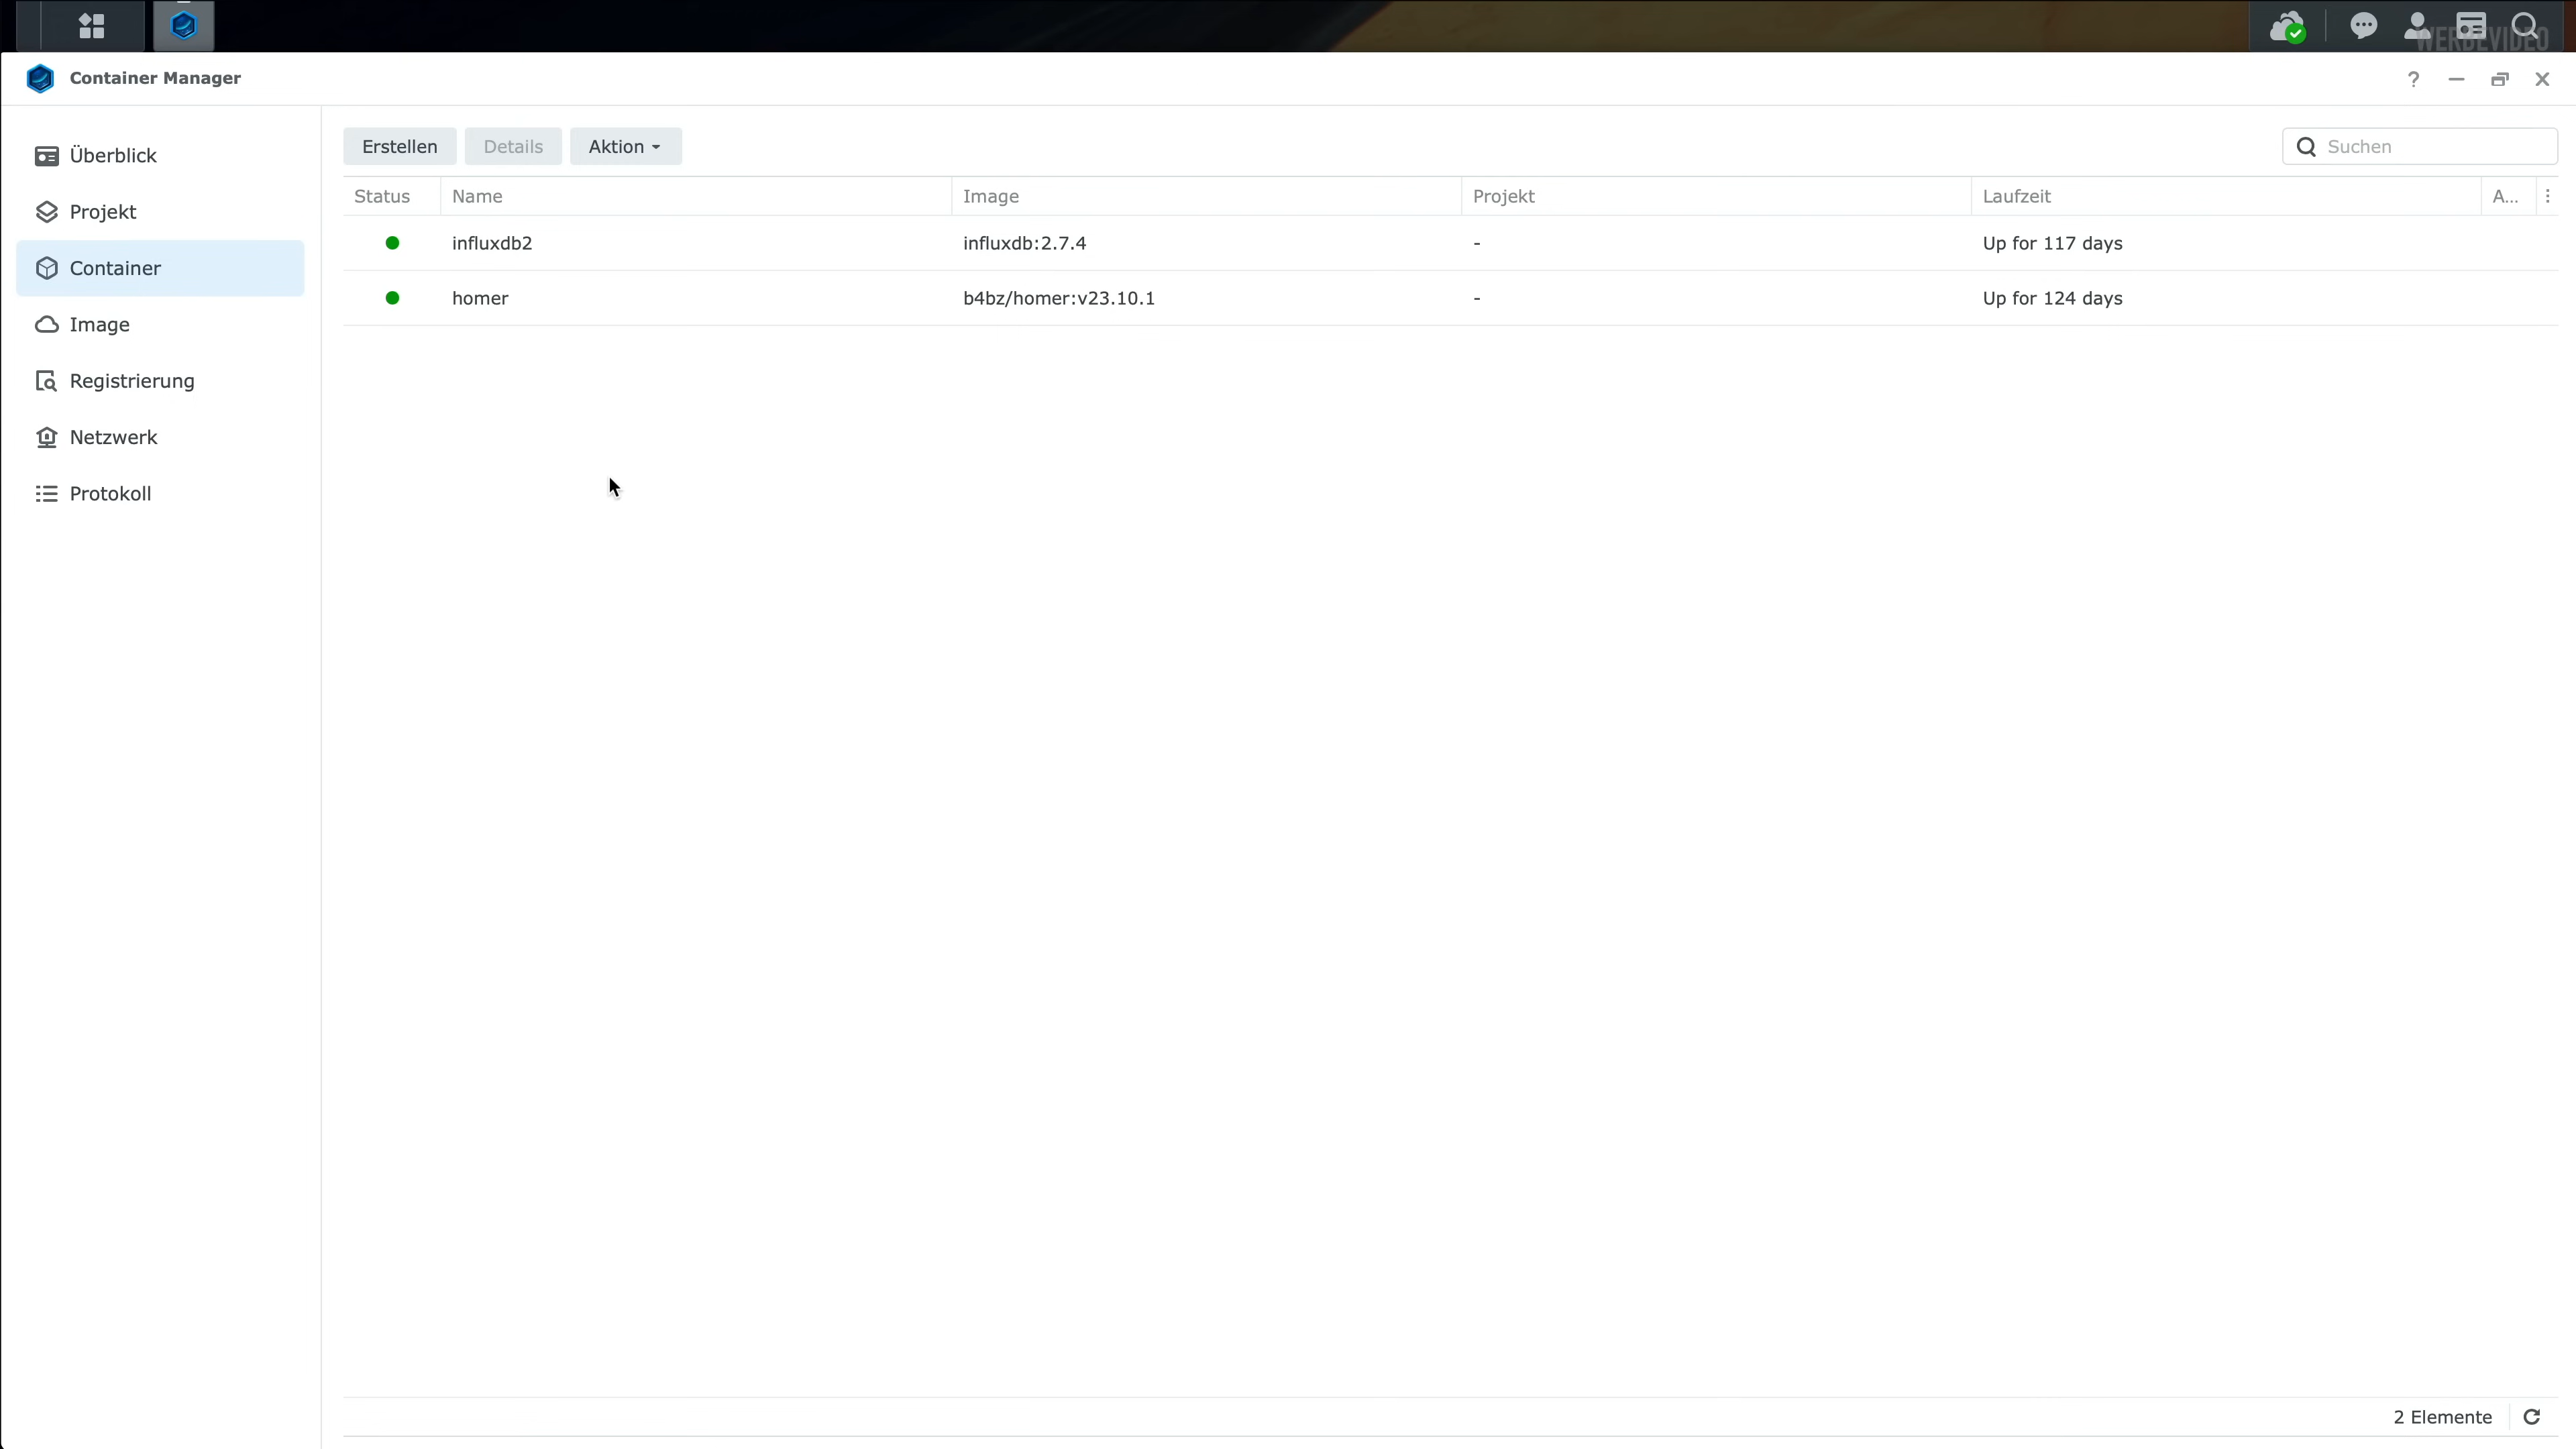 WERBEVIDEO
Container Manager
?
Überblick
Projekt
Container
Image
Registrierung
Netzwerk
Protokoll
Erstellen Details Aktion
Suchen
Status Name Image Projekt Laufzeit A...
influxdb2 influxdb:2.7.4 - Up for 117 days
homer b4bz/homer:v23.10.1 - Up for 124 days
2 Elemente